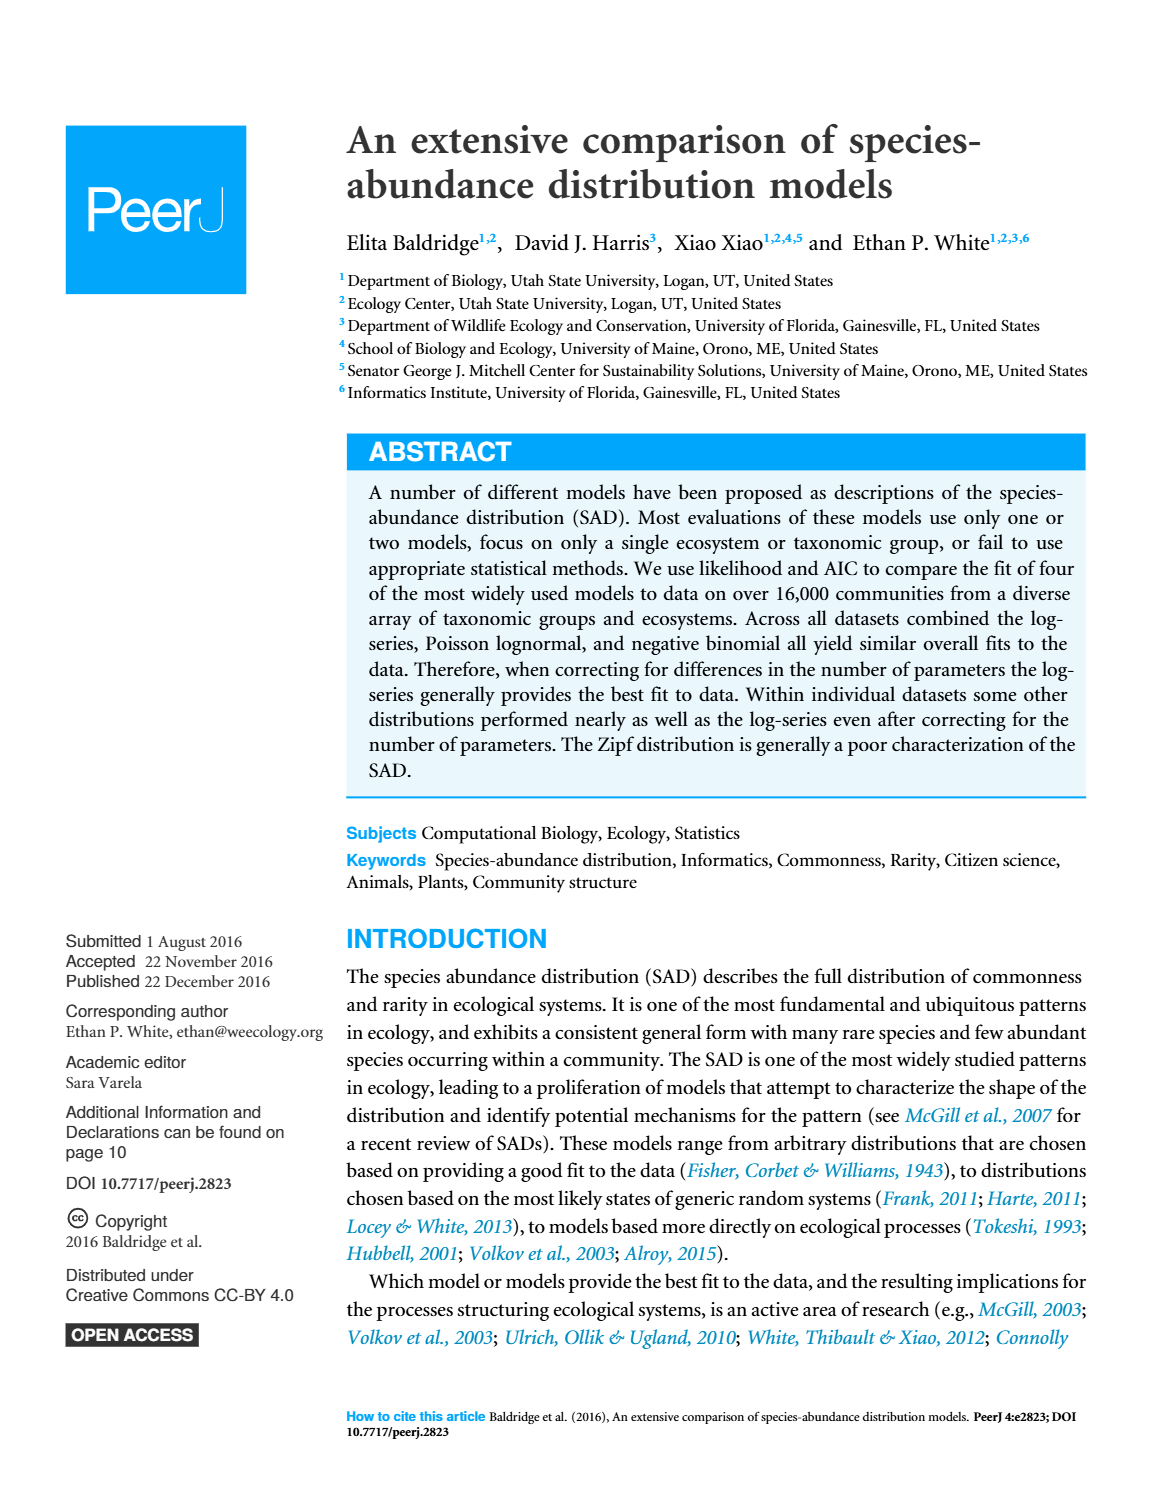 PeerJ
An extensive comparison of species-
abundance distribution models
Elita Baldridge1,2, David J. Harris3, Xiao Xiao1,2,4,5 and Ethan P. White1,2,3,6
1 Department of Biology, Utah State University, Logan, UT, United States
2 Ecology Center, Utah State University, Logan, UT, United States
3 Department of Wildlife Ecology and Conservation, University of Florida, Gainesville, FL, United States
4 School of Biology and Ecology, University of Maine, Orono, ME, United States
5 Senator George J. Mitchell Center for Sustainability Solutions, University of Maine, Orono, ME, United States
6 Informatics Institute, University of Florida, Gainesville, FL, United States
ABSTRACT
A number of different models have been proposed as descriptions of the species-
abundance distribution (SAD). Most evaluations of these models use only one or
two models, focus on only a single ecosystem or taxonomic group, or fail to use
appropriate statistical methods. We use likelihood and AIC to compare the fit of four
of the most widely used models to data on over 16,000 communities from a diverse
array of taxonomic groups and ecosystems. Across all datasets combined the log-
series, Poisson lognormal, and negative binomial all yield similar overall fits to the
data. Therefore, when correcting for differences in the number of parameters the log-
series generally provides the best fit to data. Within individual datasets some other
distributions performed nearly as well as the log-series even after correcting for the
number of parameters. The Zipf distribution is generally a poor characterization of the
SAD.
Subjects Computational Biology, Ecology, Statistics
Keywords Species-abundance distribution, Informatics, Commonness, Rarity, Citizen science,
Animals, Plants, Community structure
Submitted 1 August 2016
Accepted 22 November 2016
Published 22 December 2016
Corresponding author
Ethan P. White, ethan@weecology.org
Academic editor
Sara Varela
Additional Information and
Declarations can be found on
page 10
DOI 10.7717/peerj.2823
cc Copyright
2016 Baldridge et al.
Distributed under
Creative Commons CC-BY 4.0
OPEN ACCESS
INTRODUCTION
The species abundance distribution (SAD) describes the full distribution of commonness
and rarity in ecological systems. It is one of the most fundamental and ubiquitous patterns
in ecology, and exhibits a consistent general form with many rare species and few abundant
species occurring within a community. The SAD is one of the most widely studied patterns
in ecology, leading to a proliferation of models that attempt to characterize the shape of the
distribution and identify potential mechanisms for the pattern (see McGill et al., 2007 for
a recent review of SADs). These models range from arbitrary distributions that are chosen
based on providing a good fit to the data (Fisher, Corbet & Williams, 1943), to distributions
chosen based on the most likely states of generic random systems (Frank, 2011; Harte, 2011;
Locey & White, 2013), to models based more directly on ecological processes (Tokeshi, 1993;
Hubbell, 2001; Volkov et al., 2003; Alroy, 2015).
Which model or models provide the best fit to the data, and the resulting implications for
the processes structuring ecological systems, is an active area of research (e.g., McGill, 2003;
Volkov et al., 2003; Ulrich, Ollik & Ugland, 2010; White, Thibault & Xiao, 2012; Connolly
How to cite this article Baldridge et al. (2016), An extensive comparison of species-abundance distribution models. PeerJ 4:e2823; DOI
10.7717/peerj.2823